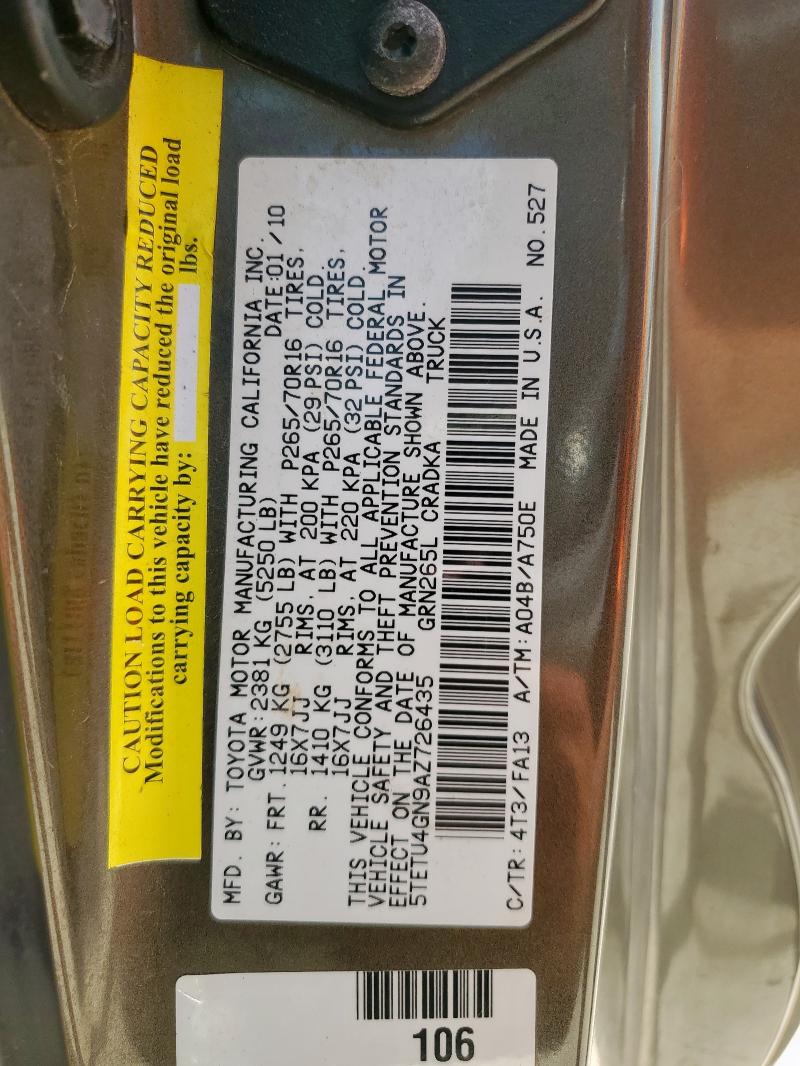 CAUTION LOAD CARRYING CAPACITY REDUCED
Modifications to this vehicle have reduced the original load
carrying capacity by: lbs.
MFD. BY: TOYOTA MOTOR MANUFACTURING CALIFORNIA INC.
GVWR:2381KG (5250 LB) DATE:01/10
GAWR: FRT. 1249 KG (2755 LB) WITH P265/70R16 TIRES,
16X7JJ RIMS, AT 200 KPA (29 PSI) COLD.
RR. 1410 KG (3110 LB) WITH P265/70R16 TIRES,
16X7JJ RIMS, AT 220 KPA (32 PSI) COLD.
THIS VEHICLE CONFORMS TO ALL APPLICABLE FEDERAL MOTOR
VEHICLE SAFETY AND THEFT PREVENTION STANDARDS IN
EFFECT ON THE DATE OF MANUFACTURE SHOWN ABOVE.
5TETU4GN9AZ726435 GRN265L CRADKA TRUCK
C/TR: 4T3/FA13 A/TM:A04B/A750E MADE IN U.S.A. NO.527
106